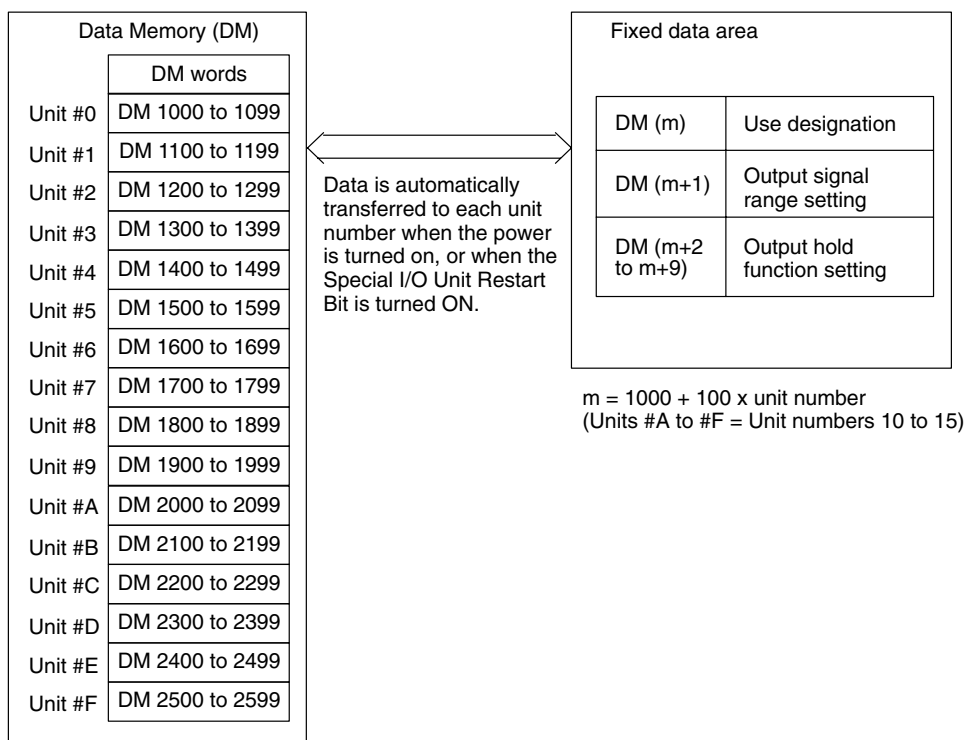 Data Memory (DM)
DM words
Unit #0 DM 1000 to 1099
Unit #1 DM 1100 to 1199
Unit #2 DM 1200 to 1299
Unit #3 DM 1300 to 1399
Unit #4 DM 1400 to 1499
Unit #5 DM 1500 to 1599
Unit #6 DM 1600 to 1699
Unit #7 DM 1700 to 1799
Unit #8 DM 1800 to 1899
Unit #9 DM 1900 to 1999
Unit #A DM 2000 to 2099
Unit #B DM 2100 to 2199
Unit #C DM 2200 to 2299
Unit #D DM 2300 to 2399
Unit #E DM 2400 to 2499
Unit #F DM 2500 to 2599
Data is automatically
transferred to each unit
number when the power
is turned on, or when the
Special I/O Unit Restart
Bit is turned ON.
Fixed data area
DM (m) Use designation
DM (m+1) Output signal
range setting
DM (m+2 Output hold
to m+9) function setting
m = 1000 + 100 x unit number
(Units #A to #F = Unit numbers 10 to 15)